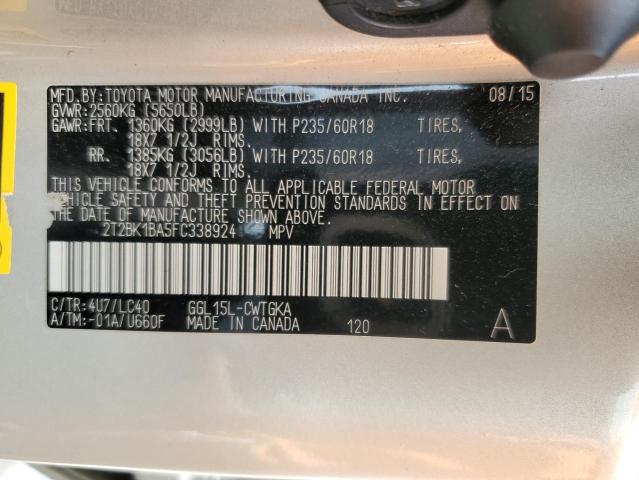 MFD.BY: TOYOTA MOTOR MANUFACTURING CANADA INC. 08/15
GVWR: 2560KG (5650LB)
GAWR: FRT. 1360KG (2999LB) WITH P235/60R18 TIRES,
18X7 1/2J RIMS.
RR. 1385KG (3056LB) WITH P235/60R18 TIRES,
18X7 1/2J RIMS.
THIS VEHICLE CONFORMS TO ALL APPLICABLE FEDERAL MOTOR
VEHICLE SAFETY AND THEFT PREVENTION STANDARDS IN EFFECT ON
THE DATE OF MANUFACTURE SHOWN ABOVE.
2T2BK1BA5FC338924 MPV
C/TR: 4U7/LC40 GGL15L-CWTGKA
A/TM: -01A/U660F MADE IN CANADA 120 A